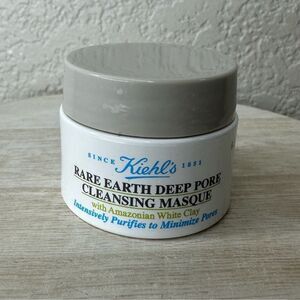 SINCE Kiehl's 1851
RARE EARTH DEEP PORE
CLEANSING MASQUE
with Amazonian White Clay
Intensively Purifies to Minimize Pores